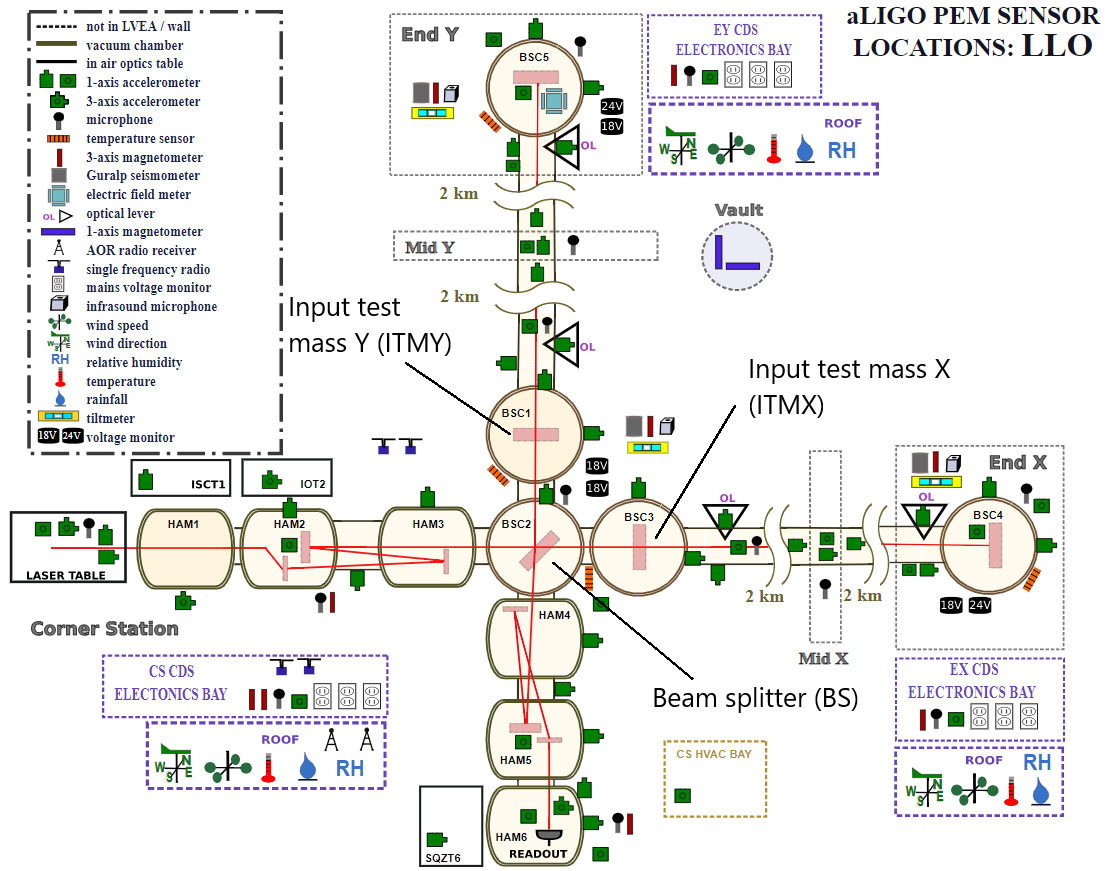 aLIGO PEM SENSOR
LOCATIONS: LLO
not in LVEA / wall
vacuum chamber
in air optics table
1-axis accelerometer
3-axis accelerometer
microphone
temperature sensor
3-axis magnetometer
Guralp seismometer
electric field meter
OL optical lever
1-axis magnetometer
AOR radio receiver
single frequency radio
mains voltage monitor
infrasound microphone
wind speed
W S N E wind direction
RH relative humidity
temperature
rainfall
tiltmeter
18V 24V voltage monitor
End Y
BSC5
24V
18V
OL
2 km
EY CDS
ELECTRONICS BAY
ROOF
W S N E
RH
Vault
Mid Y
2 km
OL
Input test
mass Y (ITMY)
Input test mass X
(ITMX)
BSC1
18V
18V
ISCT1
IOT2
LASER TABLE
HAM1
HAM2
HAM3
BSC2
BSC3
OL
2 km
Mid X
2 km
OL
End X
BSC4
18V 24V
Corner Station
HAM4
Beam splitter (BS)
CS CDS
ELECTONICS BAY
ROOF
W S N E
RH
HAM5
HAM6
READOUT
SQZT6
CS HVAC BAY
EX CDS
ELECTRONICS BAY
ROOF
RH
W S N E